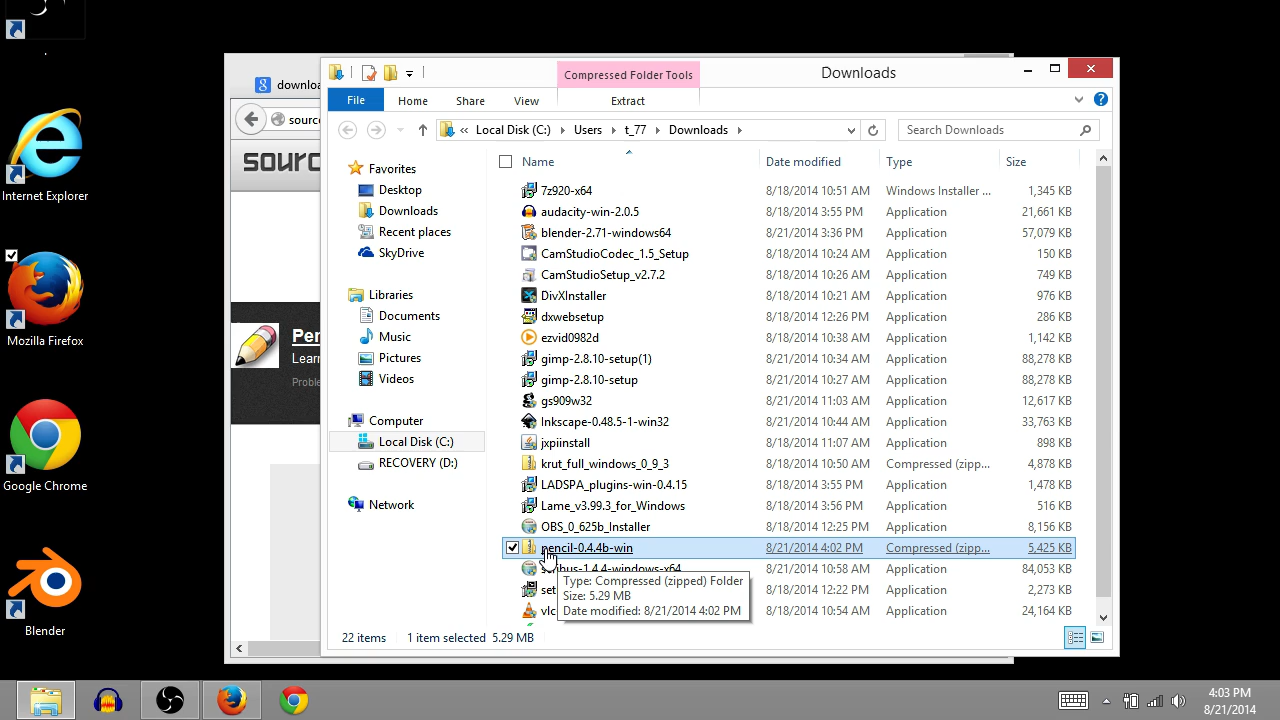 Compressed Folder Tools
Downloads
File
Home
Share
View
Extract
Local Disk (C:)
Users
t_77
Downloads
Search Downloads
Name
Date modified
Type
Size
Favorites
Desktop
Downloads
Recent places
SkyDrive
Libraries
Documents
Music
Pictures
Videos
Computer
Local Disk (C:)
RECOVERY (D:)
Network
7z920-x64 8/18/2014 10:51 AM Windows Installer ... 1,345 KB
audacity-win-2.0.5 8/18/2014 3:55 PM Application 21,661 KB
blender-2.71-windows64 8/21/2014 3:36 PM Application 57,079 KB
CamStudioCodec_1.5_Setup 8/18/2014 10:24 AM Application 150 KB
CamStudioSetup_v2.7.2 8/18/2014 10:26 AM Application 749 KB
DivXInstaller 8/18/2014 10:21 AM Application 976 KB
dxwebsetup 8/18/2014 12:26 PM Application 286 KB
ezvid0982d 8/18/2014 10:38 AM Application 1,142 KB
gimp-2.8.10-setup(1) 8/21/2014 10:34 AM Application 88,278 KB
gimp-2.8.10-setup 8/21/2014 10:27 AM Application 88,278 KB
gs909w32 8/21/2014 11:03 AM Application 12,617 KB
Inkscape-0.48.5-1-win32 8/21/2014 10:44 AM Application 33,763 KB
jxpiinstall 8/18/2014 11:07 AM Application 898 KB
krut_full_windows_0_9_3 8/18/2014 10:50 AM Compressed (zipp... 4,878 KB
LADSPA_plugins-win-0.4.15 8/18/2014 3:55 PM Application 1,478 KB
Lame_v3.99.3_for_Windows 8/18/2014 3:55 PM Application 516 KB
OBS_0_625b_Installer 8/18/2014 12:25 PM Application 8,156 KB
pencil-0.4.4b-win 8/21/2014 4:02 PM Compressed (zipp... 5,425 KB
8/21/2014 10:58 AM Application 84,053 KB
set 8/18/2014 12:22 PM Application 2,273 KB
vlc 8/18/2014 10:54 AM Application 24,164 KB
Type: Compressed (zipped) Folder
Size: 5.29 MB
Date modified: 8/21/2014 4:02 PM
22 items 1 item selected 5.29 MB
downloa
source
sourc
Pen
Learn
Proble
Internet Explorer
Mozilla Firefox
Google Chrome
Blender
4:03 PM
8/21/2014